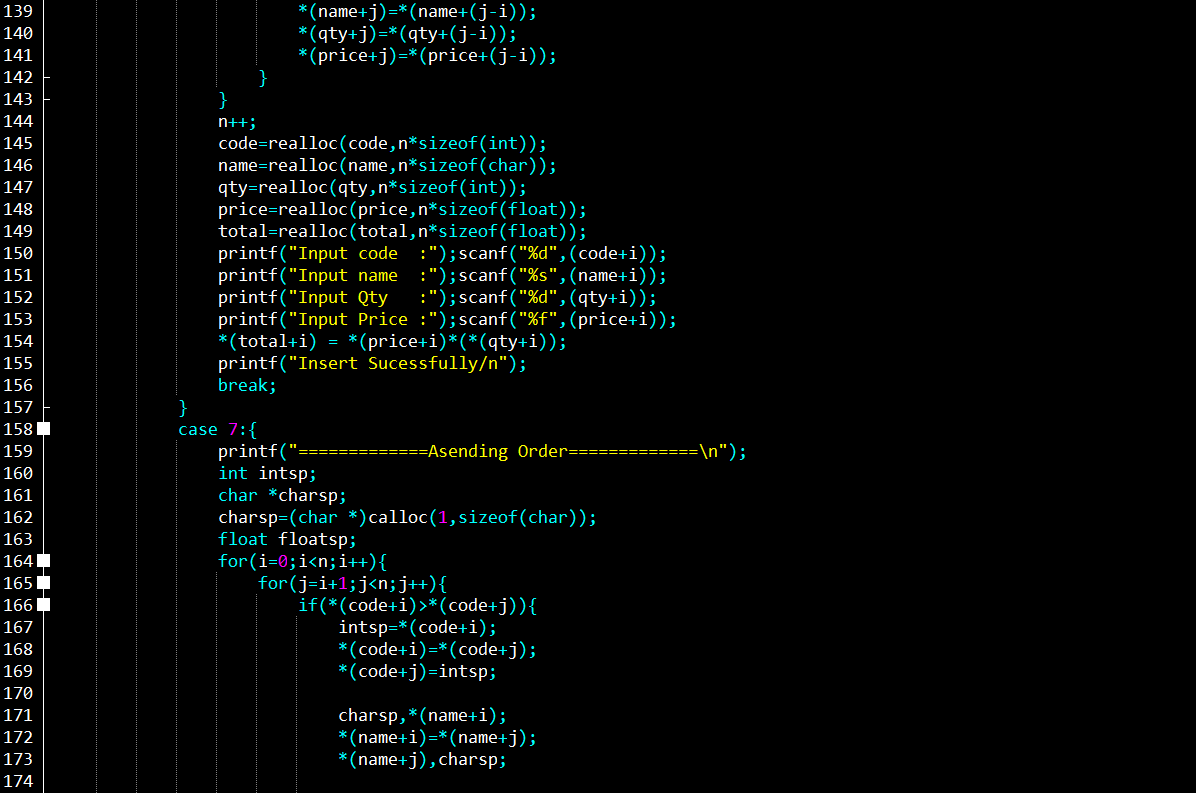 139 *(name+j)=*(name+(j-i));
140 *(qty+j)=*(qty+(j-i));
141 *(price+j)=*(price+(j-i));
142 }
143 }
144 n++;
145 code=realloc(code,n*sizeof(int));
146 name=realloc(name,n*sizeof(char));
147 qty=realloc(qty,n*sizeof(int));
148 price=realloc(price,n*sizeof(float));
149 total=realloc(total,n*sizeof(float));
150 printf("Input code  :");scanf("%d",(code+i));
151 printf("Input name  :");scanf("%s",(name+i));
152 printf("Input Qty   :");scanf("%d",(qty+i));
153 printf("Input Price :");scanf("%f",(price+i));
154 *(total+i) = *(price+i)*(*(qty+i));
155 printf("Insert Sucessfully/n");
156 break;
157 }
158 case 7:{
159 printf("=============Asending Order=============\n");
160 int intsp;
161 char *charsp;
162 charsp=(char *)calloc(1,sizeof(char));
163 float floatsp;
164 for(i=0;i<n;i++){
165 for(j=i+1;j<n;j++){
166 if(*(code+i)>*(code+j)){
167 intsp=*(code+i);
168 *(code+i)=*(code+j);
169 *(code+j)=intsp;
170
171 charsp,*(name+i);
172 *(name+i)=*(name+j);
173 *(name+j),charsp;
174